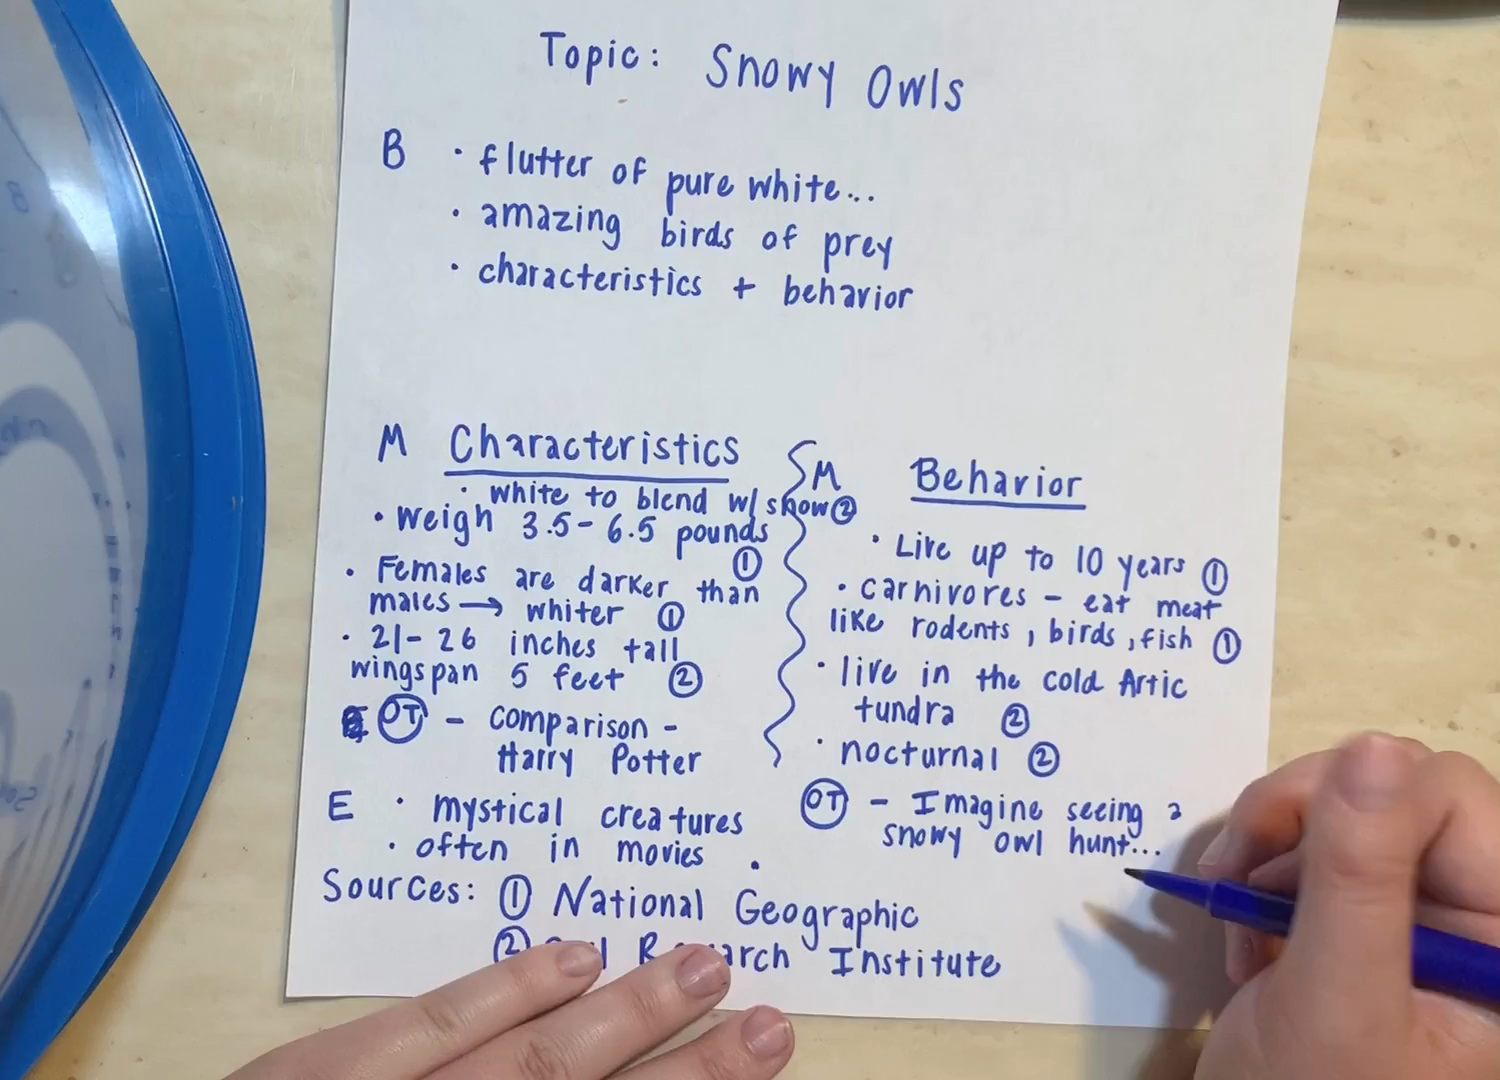 Topic: Snowy Owls
B
· flutter of pure white...
· amazing birds of prey
· characteristics + behavior
M Characteristics
· white to blend w/ snow ②
· weigh 3.5-6.5 pounds ①
· Females are darker than
males → whiter ①
· 21-26 inches tall
wingspan 5 feet ②
OT - comparison -
Harry Potter
M Behavior
· Live up to 10 years ①
· carnivores - eat meat
like rodents, birds, fish ①
· live in the cold Artic
tundra ②
· nocturnal ②
OT - Imagine seeing a
snowy owl hunt...
E · mystical creatures
· often in movies
Sources: ① National Geographic
② Institute